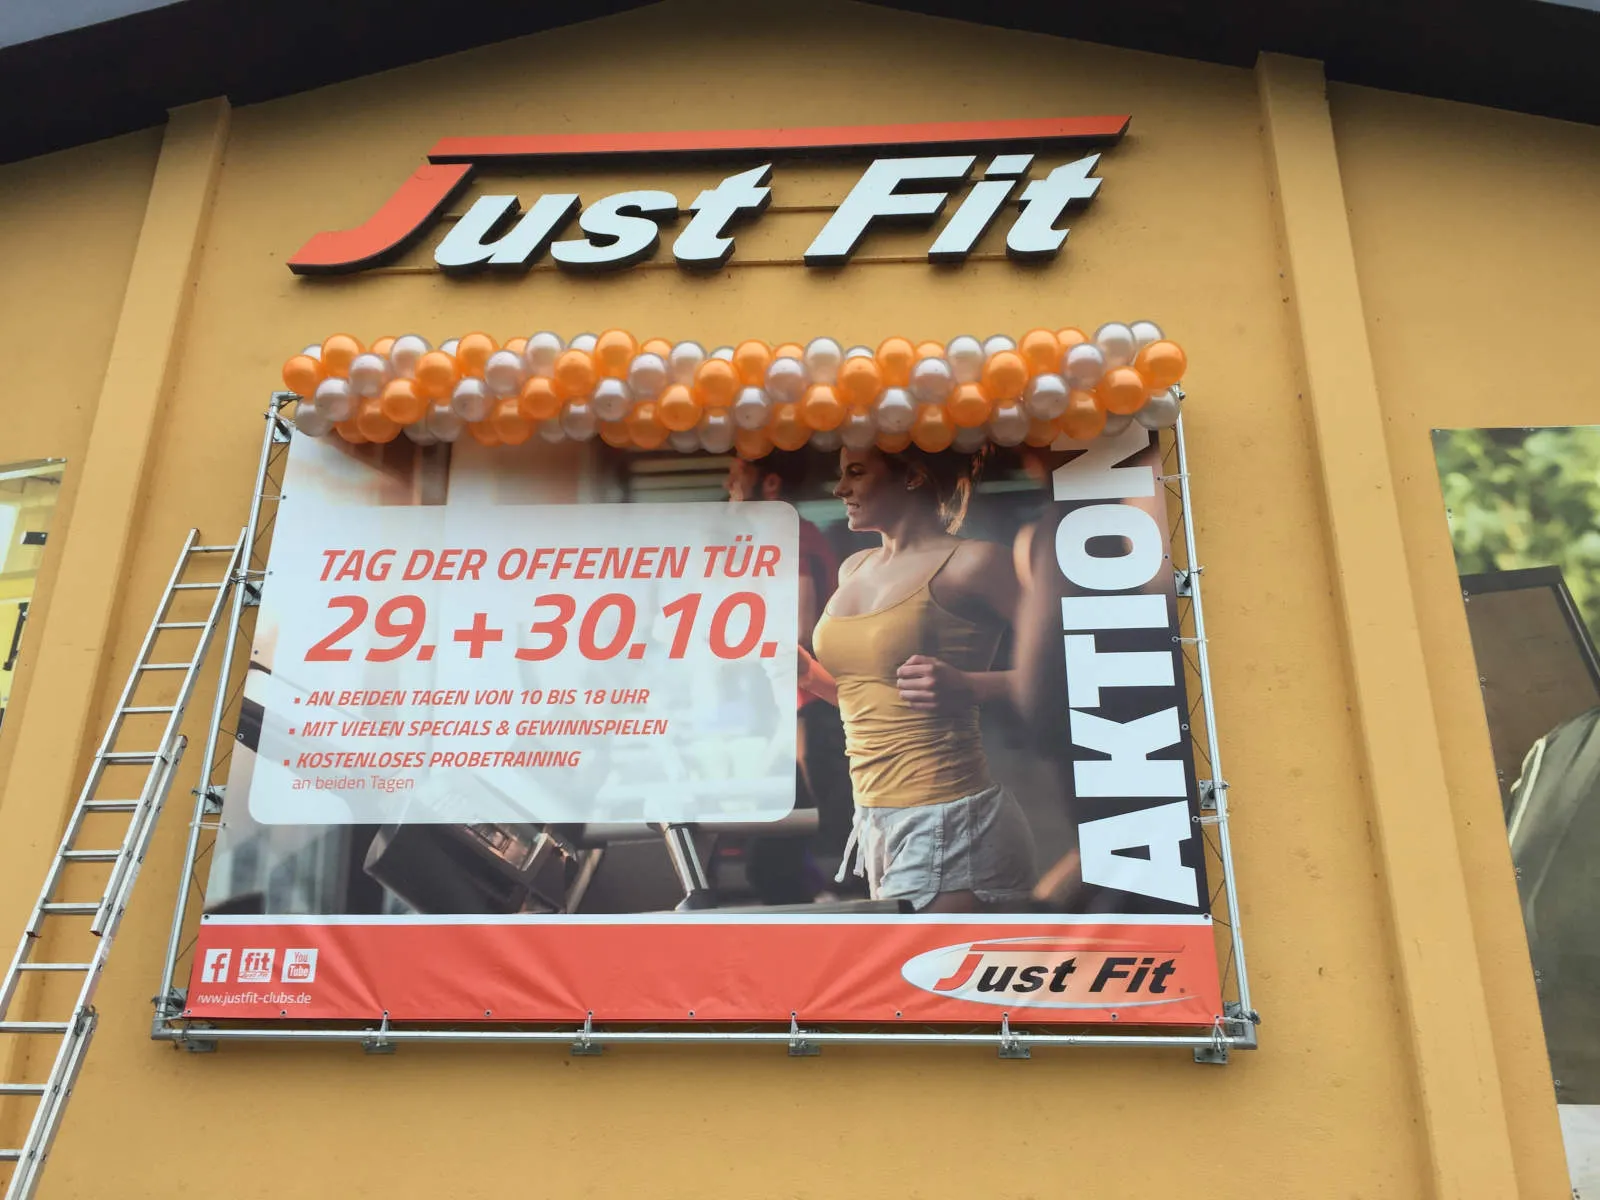 Just Fit
TAG DER OFFENEN TÜR
29. + 30.10.
▪ AN BEIDEN TAGEN VON 10 BIS 18 UHR
▪ MIT VIELEN SPECIALS & GEWINNSPIELEN
▪ KOSTENLOSES PROBETRAINING
an beiden Tagen
AKTION
f
fit
You
Tube
www.justfit-clubs.de
Just Fit